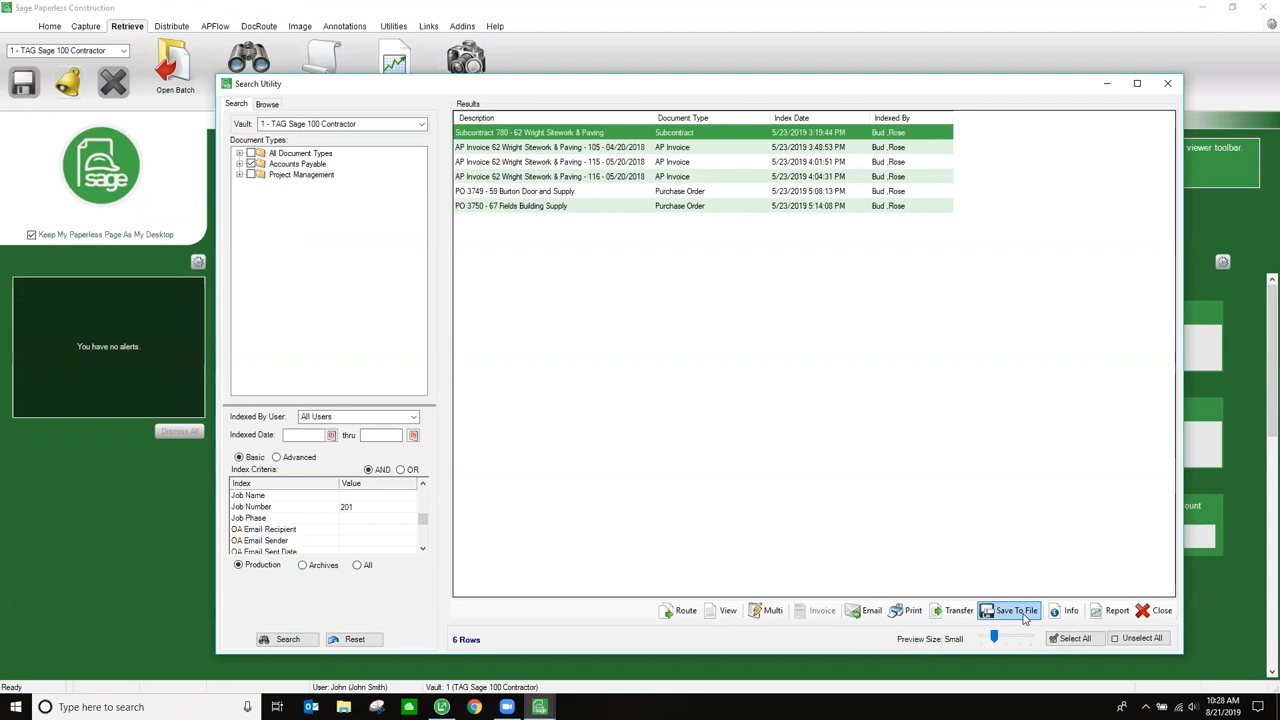 Sage Paperless Construction
Home Capture Retrieve Distribute APFlow DocRoute Image Annotations Utilities Links Addins Help
1 - TAG Sage 100 Contractor
Open Batch
sage
Keep My Paperless Page As My Desktop
You have no alerts.
Dismiss All
Search Utility
Search Browse
Vault: 1 - TAG Sage 100 Contractor
Document Types:
All Document Types
Accounts Payable
Project Management
Indexed By User: All Users
Indexed Date: thru
Basic Advanced
Index Criteria: AND OR
Index Value
Job Name
Job Number 201
Job Phase
OA Email Recipient
OA Email Sender
OA Email Sent Date
Production Archives All
Search Reset
Results
Description Document Type Index Date Indexed By
Subcontract 780 - 62 Wright Sitework & Paving Subcontract 5/23/2019 3:19:44 PM Bud .Rose
AP Invoice 62 Wright Stework & Paving - 105 - 04/20/2018 AP Invoice 5/23/2019 3:48:53 PM Bud .Rose
AP Invoice 62 Wright Stework & Paving - 115 - 05/20/2018 AP Invoice 5/23/2019 4:01:51 PM Bud .Rose
AP Invoice 62 Wright Stework & Paving - 116 - 05/20/2018 AP Invoice 5/23/2019 4:04:31 PM Bud .Rose
PO 3749 - 59 Burton Door and Supply Purchase Order 5/23/2019 5:08:13 PM Bud .Rose
PO 3750 - 67 Fields Building Supply Purchase Order 5/23/2019 5:14:08 PM Bud .Rose
Route View Multi Invoice Email Print Transfer Save To File Info Report Close
6 Rows Preview Size: Small Select All Unselect All
viewer toolbar.
ount
Ready User: John (John Smith) Vault: 1 (TAG Sage 100 Contractor)
Type here to search
10:28 AM
8/21/2019